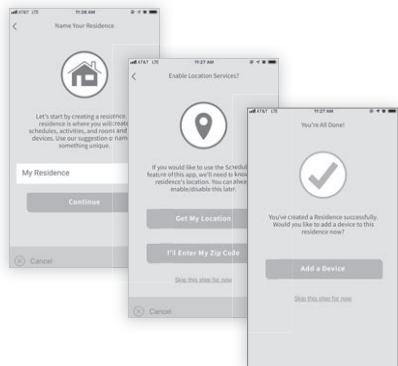 AT&T LTE 11:26 AM
Name Your Residence
Let's start by creating a residence.
residence is where you will create
schedules, activities, and rooms and
devices. Use our suggestion or name
something unique.
My Residence
Continue
Cancel
AT&T LTE 11:27 AM
Enable Location Services?
If you would like to use the Schedul
feature of this app, we'll need to know
residence's location. You can alway
enable/disable this later.
Get My Location
I'll Enter My Zip Code
Skip this step for now
Cancel
AT&T LTE 11:27 AM
You're All Done!
You've created a Residence successfully.
Would you like to add a device to this
residence now?
Add a Device
Skip this step for now